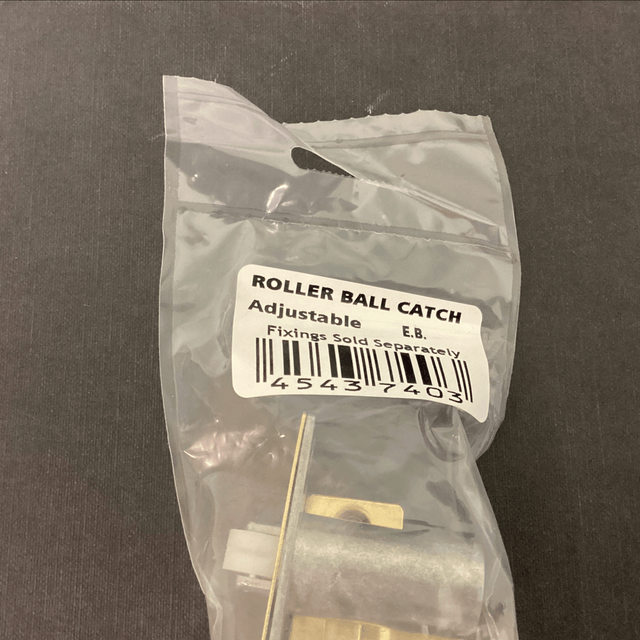 ROLLER BALL CATCH
Adjustable E.B.
Fixings Sold Separately
45437403